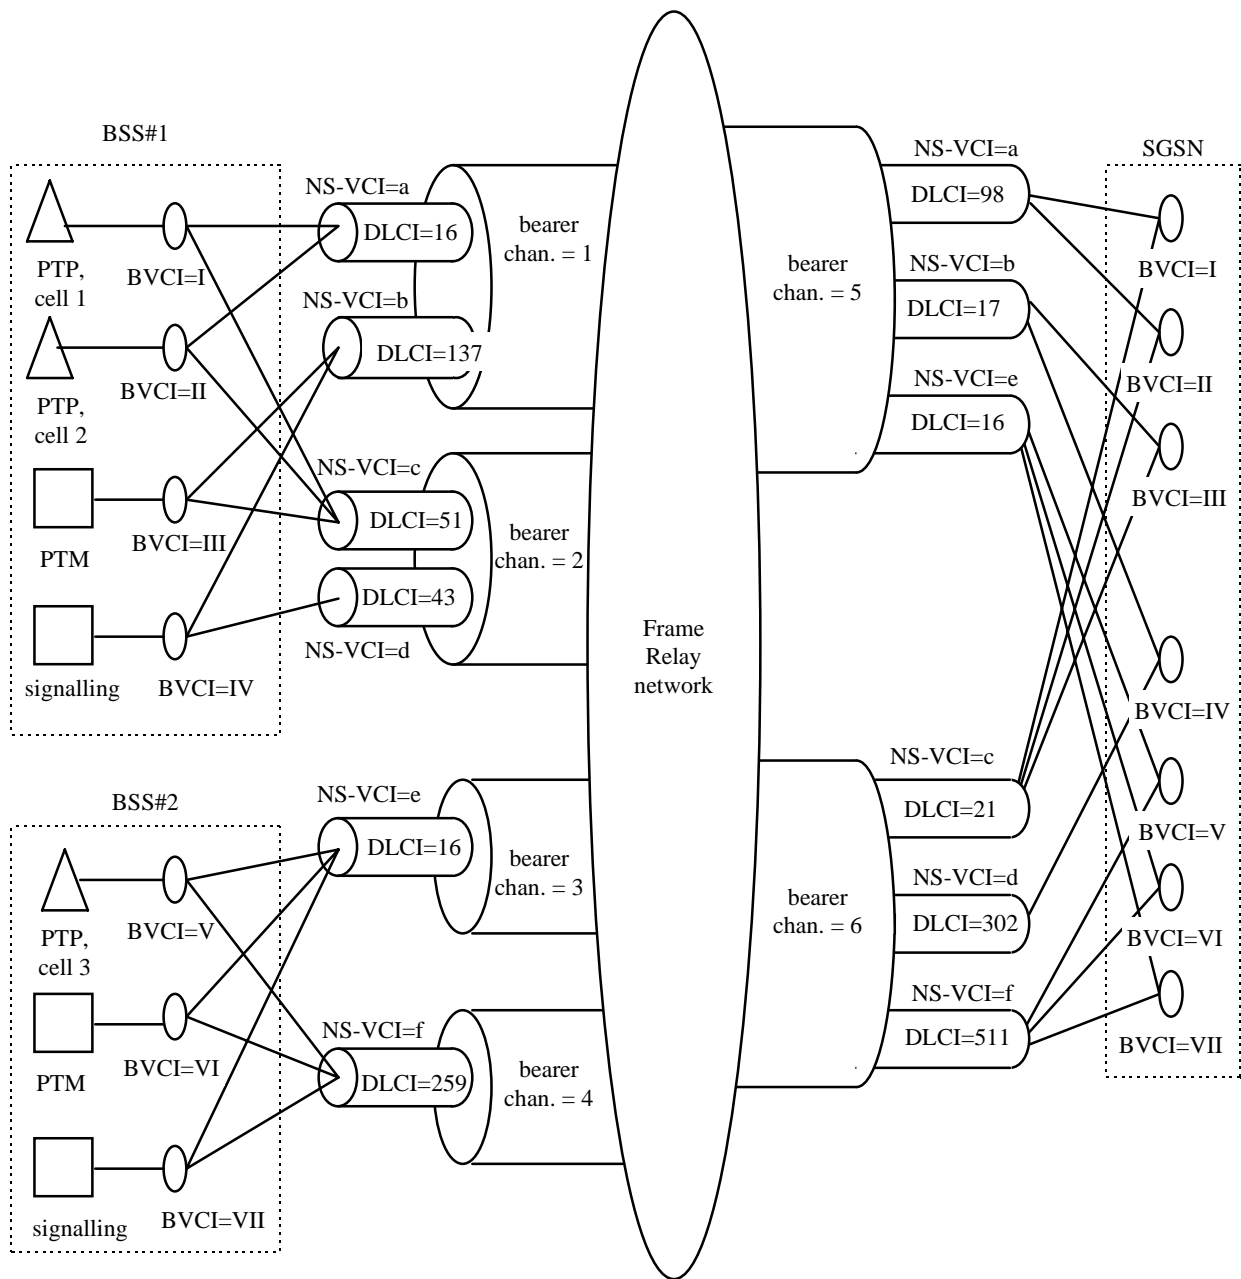 BSS#1
PTP,
cell 1
BVCI=I
PTP,
cell 2
BVCI=II
PTM
BVCI=III
signalling
BVCI=IV
NS-VCI=a
DLCI=16
NS-VCI=b
DLCI=137
bearer
chan. = 1
NS-VCI=c
DLCI=51
DLCI=43
NS-VCI=d
bearer
chan. = 2
BSS#2
PTP,
cell 3
BVCI=V
PTM
BVCI=VI
signalling
BVCI=VII
NS-VCI=e
DLCI=16
bearer
chan. = 3
NS-VCI=f
DLCI=259
bearer
chan. = 4
Frame
Relay
network
bearer
chan. = 5
NS-VCI=a
DLCI=98
NS-VCI=b
DLCI=17
NS-VCI=e
DLCI=16
bearer
chan. = 6
NS-VCI=c
DLCI=21
NS-VCI=d
DLCI=302
NS-VCI=f
DLCI=511
SGSN
BVCI=I
BVCI=II
BVCI=III
BVCI=IV
BVCI=V
BVCI=VI
BVCI=VII